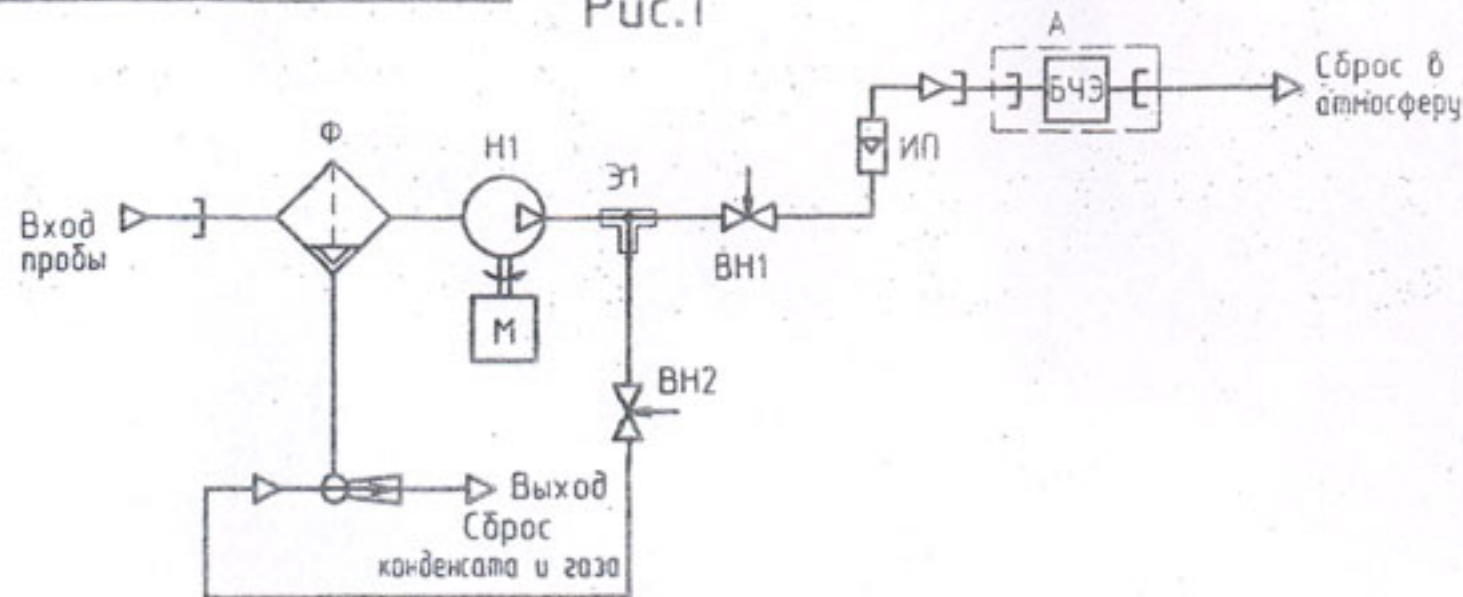 Рис.1
А
Сброс в
атмосферу
БЧЭ
ИП
Ф
Н1
Э1
Вход
пробы
ВН1
М
ВН2
Выход
Сброс
конденсата и газа